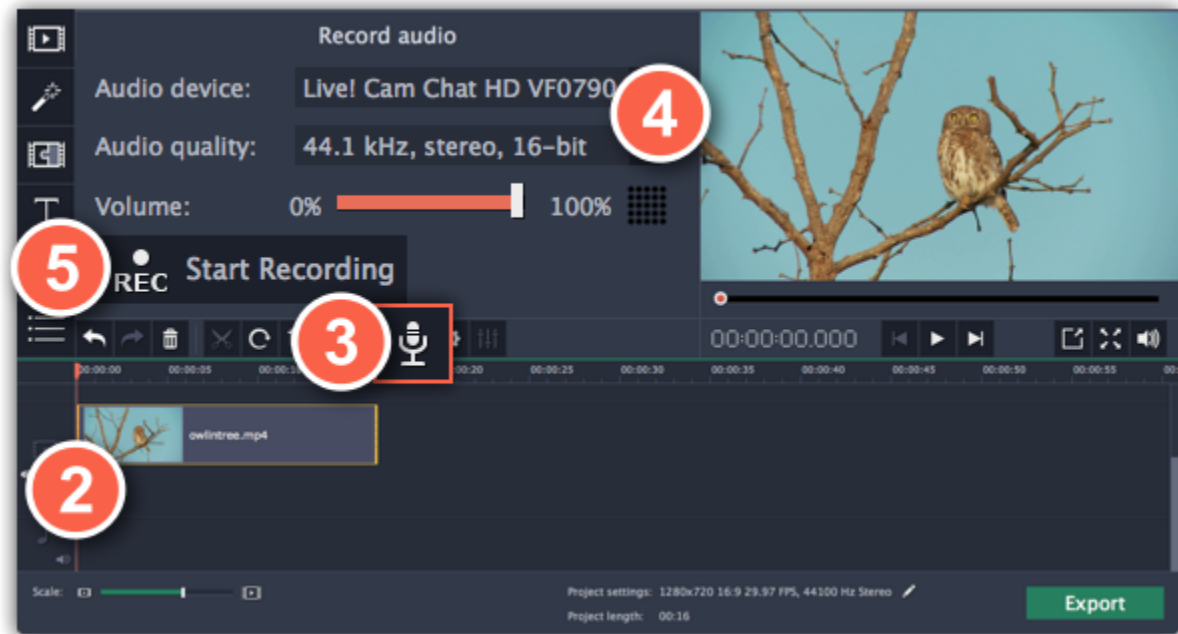 Record audio
Audio device: Live! Cam Chat HD VF0790
4
Audio quality: 44.1 kHz, stereo, 16-bit
T
Volume: 0% 100%
5
REC Start Recording
3
00:00:00.000
00:00:00 00:00:05 00:00:20 00:00:25 00:00:30 00:00:35 00:00:40 00:00:45 00:00:50 00:00:55
owlintree.mp4
2
Scale:
Project settings: 1280x720 16:9 29.97 FPS, 44100 Hz Stereo
Project length: 00:16
Export